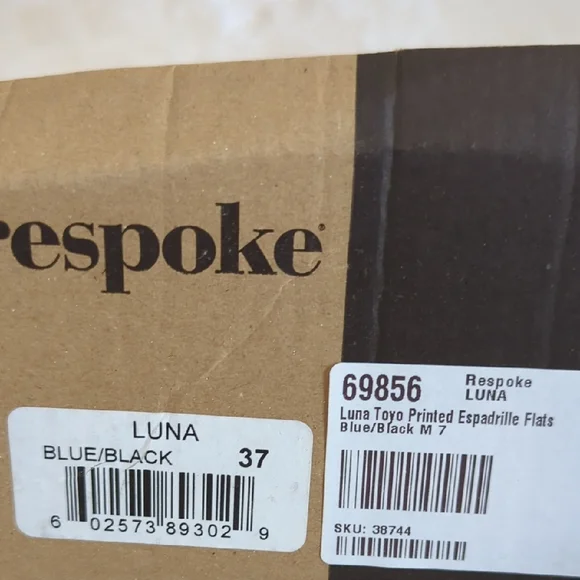 respoke
LUNA
BLUE/BLACK 37
6 02573 89302 9
69856 Respoke
LUNA
Luna Toyo Printed Espadrille Flats
Blue/Black M 7
SKU: 38744